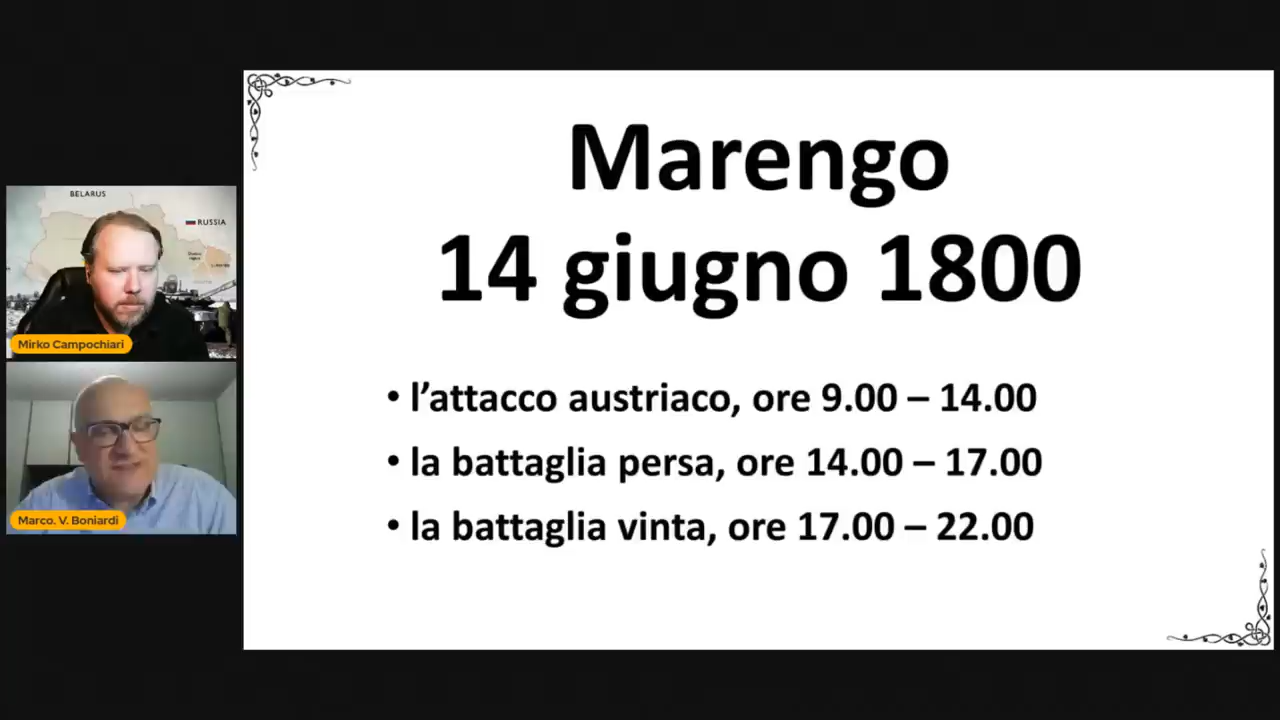 Marengo
14 giugno 1800
• l'attacco austriaco, ore 9.00 – 14.00
• la battaglia persa, ore 14.00 – 17.00
• la battaglia vinta, ore 17.00 – 22.00
BELARUS
RUSSIA
Mirko Campochiari
Marco. V. Boniardi